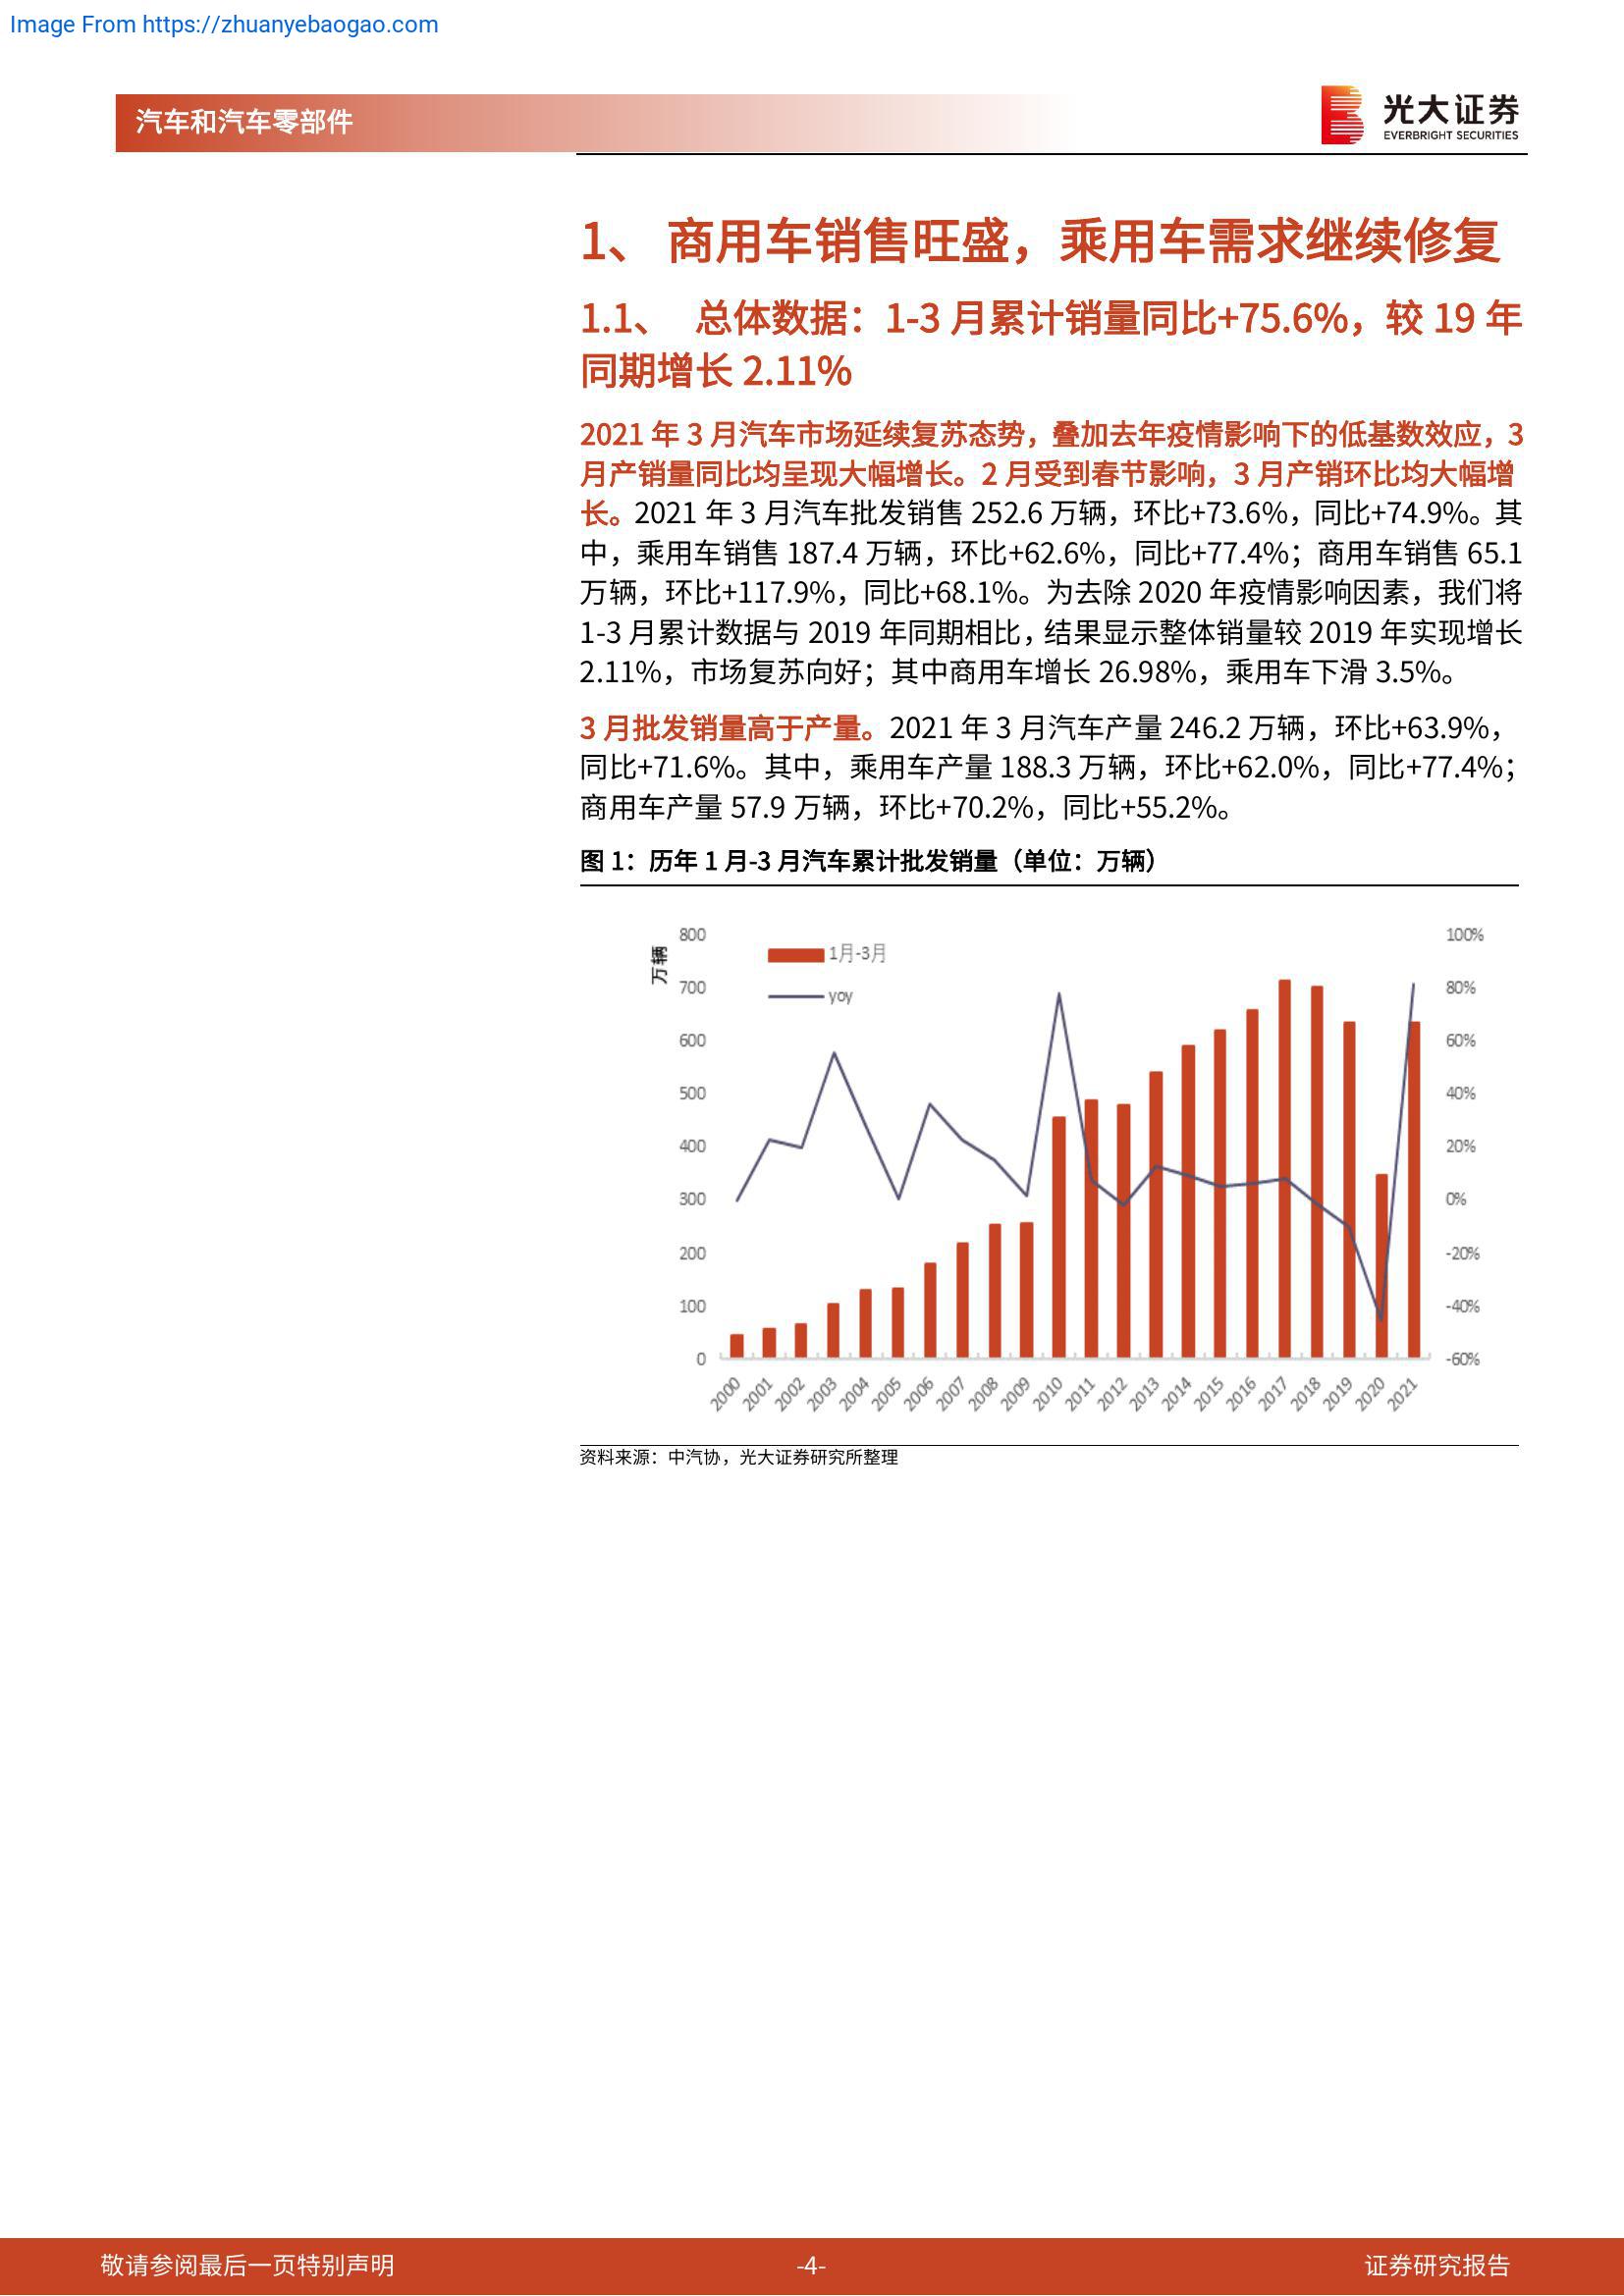 Image From https://zhuanyebaogao.com
汽车和汽车零部件
光大证券
EVERBRIGHT SECURITIES
1、 商用车销售旺盛，乘用车需求继续修复
1.1、 总体数据：1-3 月累计销量同比+75.6%，较 19 年
同期增长 2.11%
2021 年 3 月汽车市场延续复苏态势，叠加去年疫情影响下的低基数效应，3
月产销量同比均呈现大幅增长。2 月受到春节影响，3 月产销环比均大幅增
长。2021 年 3 月汽车批发销售 252.6 万辆，环比+73.6%，同比+74.9%。其
中，乘用车销售 187.4 万辆，环比+62.6%，同比+77.4%；商用车销售 65.1
万辆，环比+117.9%，同比+68.1%。为去除 2020 年疫情影响因素，我们将
1-3 月累计数据与 2019 年同期相比，结果显示整体销量较 2019 年实现增长
2.11%，市场复苏向好；其中商用车增长 26.98%，乘用车下滑 3.5%。
3 月批发销量高于产量。2021 年 3 月汽车产量 246.2 万辆，环比+63.9%，
同比+71.6%。其中，乘用车产量 188.3 万辆，环比+62.0%，同比+77.4%；
商用车产量 57.9 万辆，环比+70.2%，同比+55.2%。
图 1：历年 1 月-3 月汽车累计批发销量（单位：万辆）
万辆
800
700
600
500
400
300
200
100
0
1月-3月
yoy
100%
80%
60%
40%
20%
0%
-20%
-40%
-60%
2000 2001 2002 2003 2004 2005 2006 2007 2008 2009 2010 2011 2012 2013 2014 2015 2016 2017 2018 2019 2020 2021
资料来源：中汽协，光大证券研究所整理
敬请参阅最后一页特别声明
-4-
证券研究报告